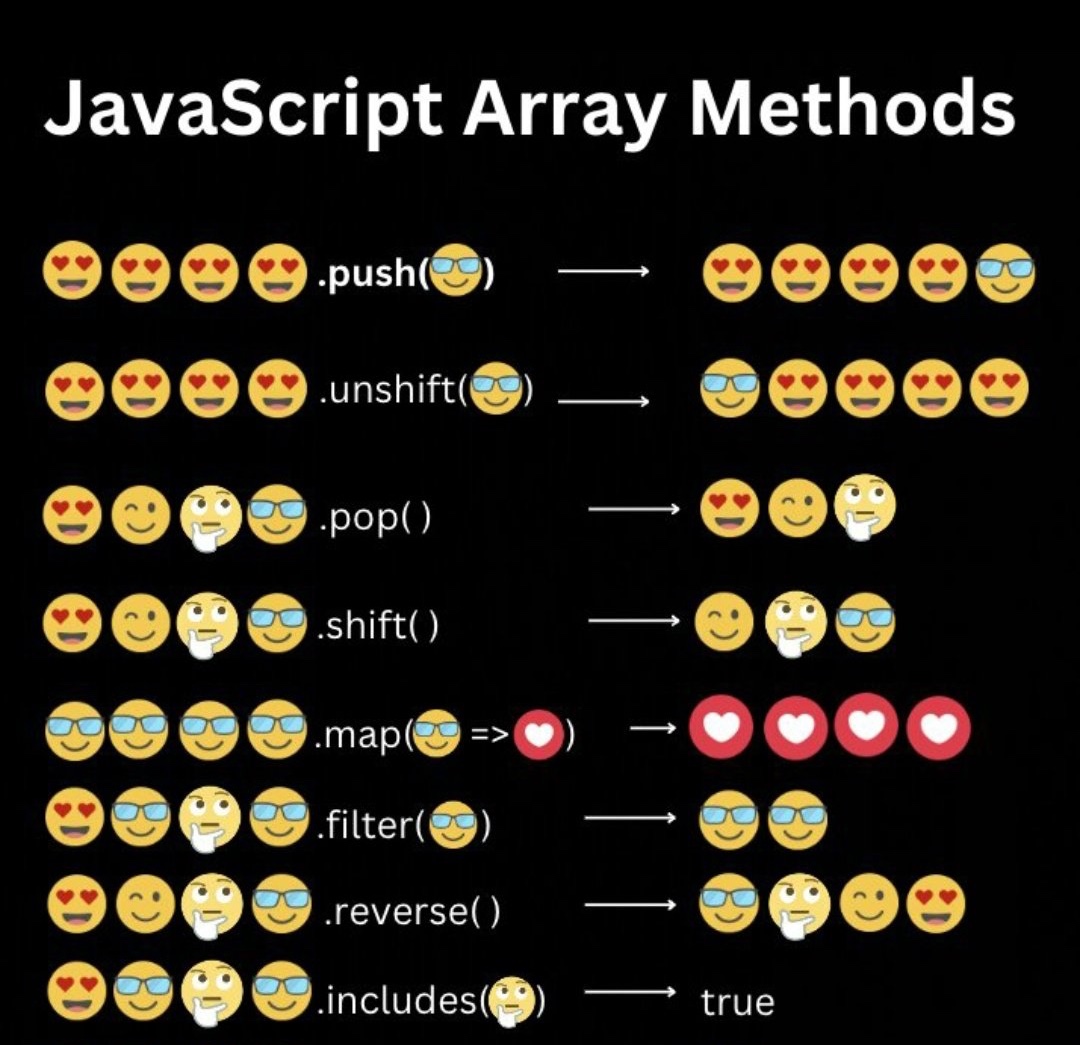 JavaScript Array Methods
😍😍😍😍.push(😎) ⟶ 😍😍😍😍😎
😍😍😍😍.unshift(😎) ⟶ 😎😍😍😍😍
😍😉🤔😎.pop( ) ⟶ 😍😉🤔
😍😉🤔😎.shift( ) ⟶ 😉🤔😎
😎😎😎😎.map(😎 => ❤️) ⟶ ❤️❤️❤️❤️
😍😎🤔😎.filter(😎) ⟶ 😎😎
😍😉🤔😎.reverse( ) ⟶ 😎🤔😉😍
😍😎🤔😎.includes(🤔) ⟶ true